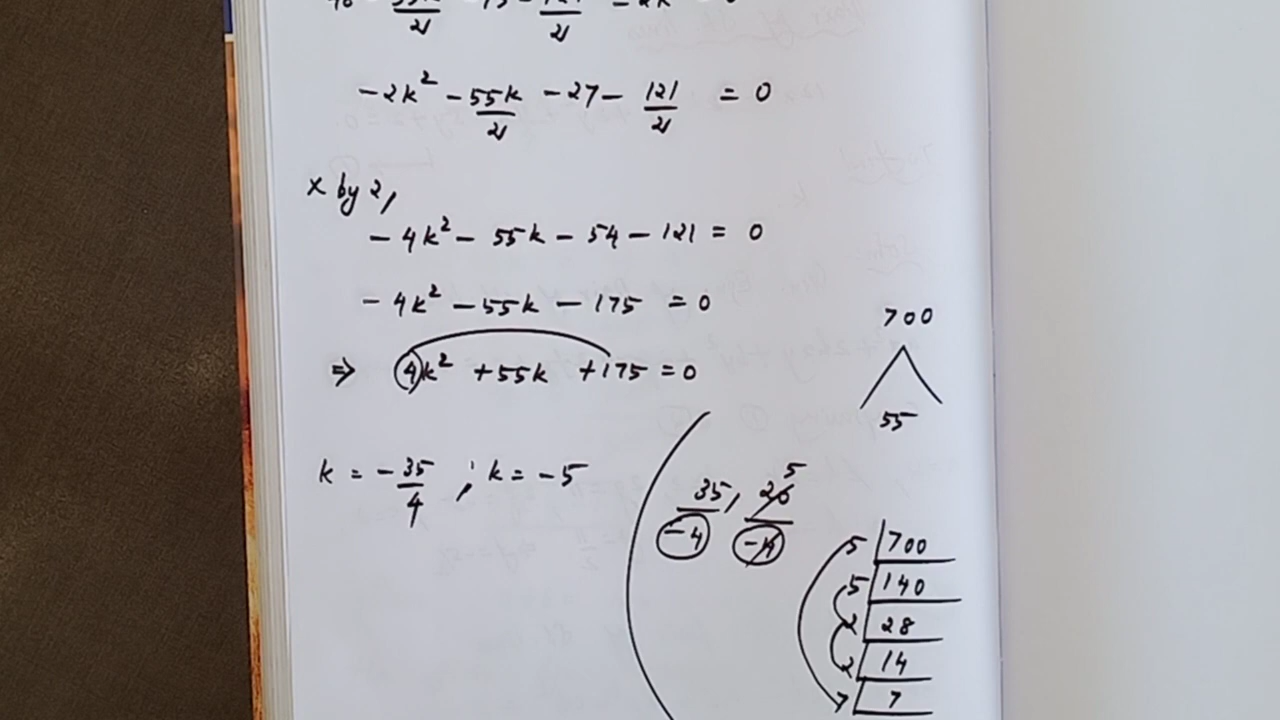 -2k² - 55k/2 - 27 - 121/2 = 0
× by 2,
- 4k² - 55k - 54 - 121 = 0
- 4k² - 55k - 175 = 0
⇒ 4k² + 55k + 175 = 0
700
55
k = -35/4 ; k = -5
35/-4, 20/-4 5
5 | 700
5 | 140
2 | 28
2 | 14
7 | 7